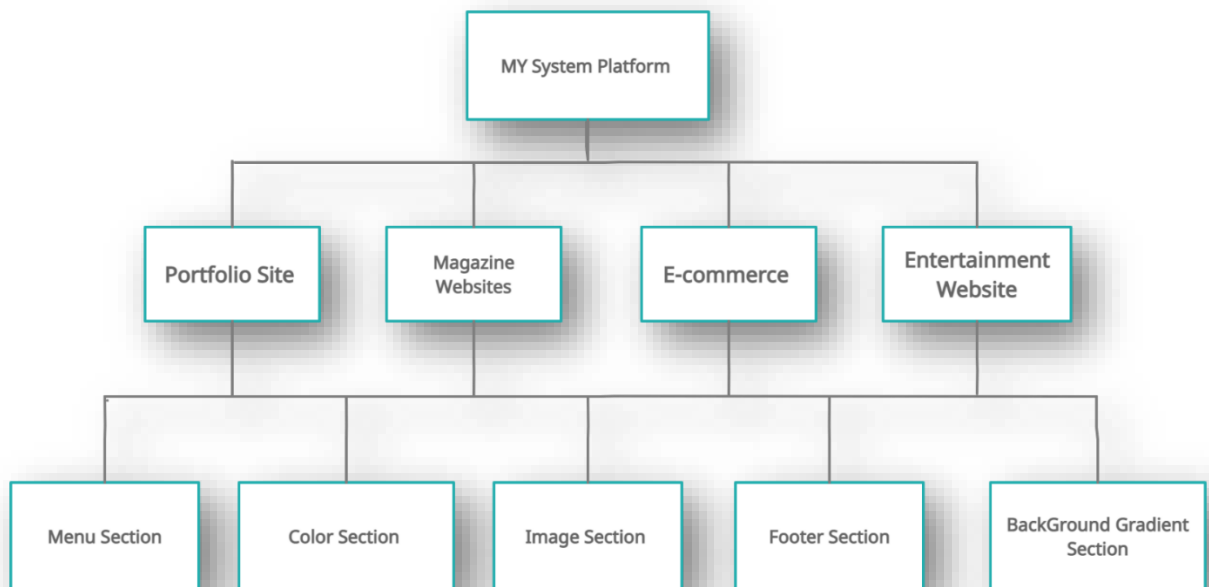 MY System Platform
Portfolio Site
Magazine
Websites
E-commerce
Entertainment
Website
Menu Section
Color Section
Image Section
Footer Section
BackGround Gradient
Section